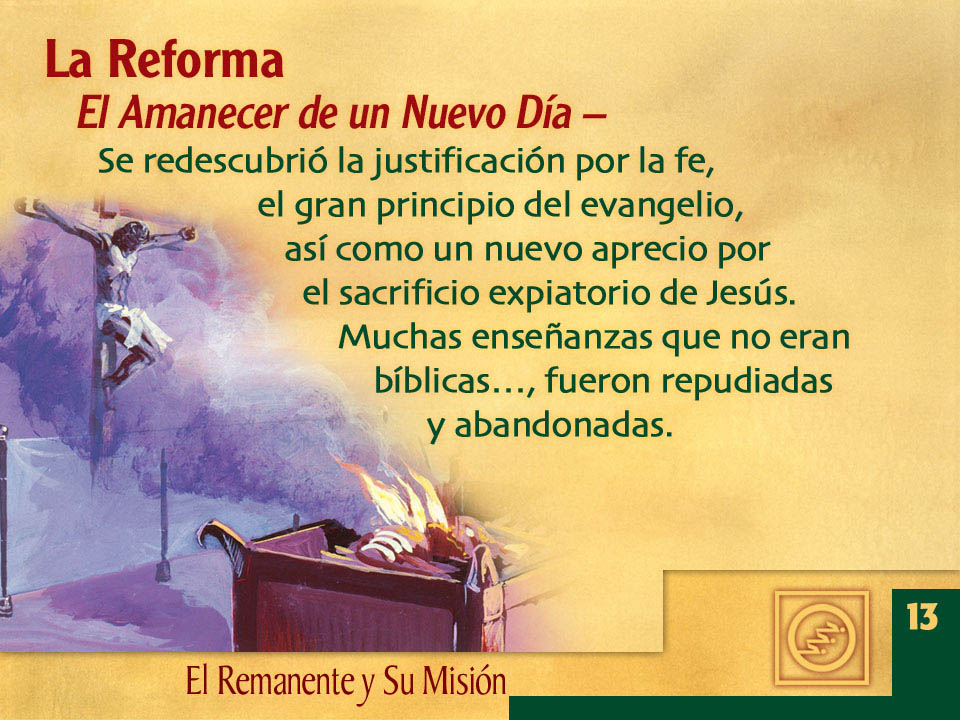 La Reforma
El Amanecer de un Nuevo Día –
Se redescubrió la justificación por la fe,
el gran principio del evangelio,
así como un nuevo aprecio por
el sacrificio expiatorio de Jesús.
Muchas enseñanzas que no eran
bíblicas…, fueron repudiadas
y abandonadas.
13
El Remanente y Su Misión